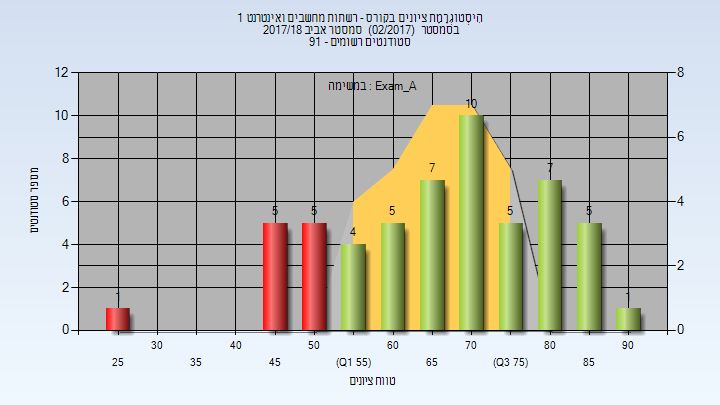 היסטוגרמת ציונים בקורס - רשתות מחשבים ואינטרנט 1
בסמסטר (02/2017) סמסטר אביב 2017/18
סטודנטים רשומים - 91
במשימה : Exam_A
12
10
8
6
4
2
0
8
6
4
2
0
מספר סטודנטים
1
5
5
4
5
7
10
5
7
5
1
30 40 50 60 70 80 90
25 35 45 (Q1 55) 65 (Q3 75) 85
טווח ציונים